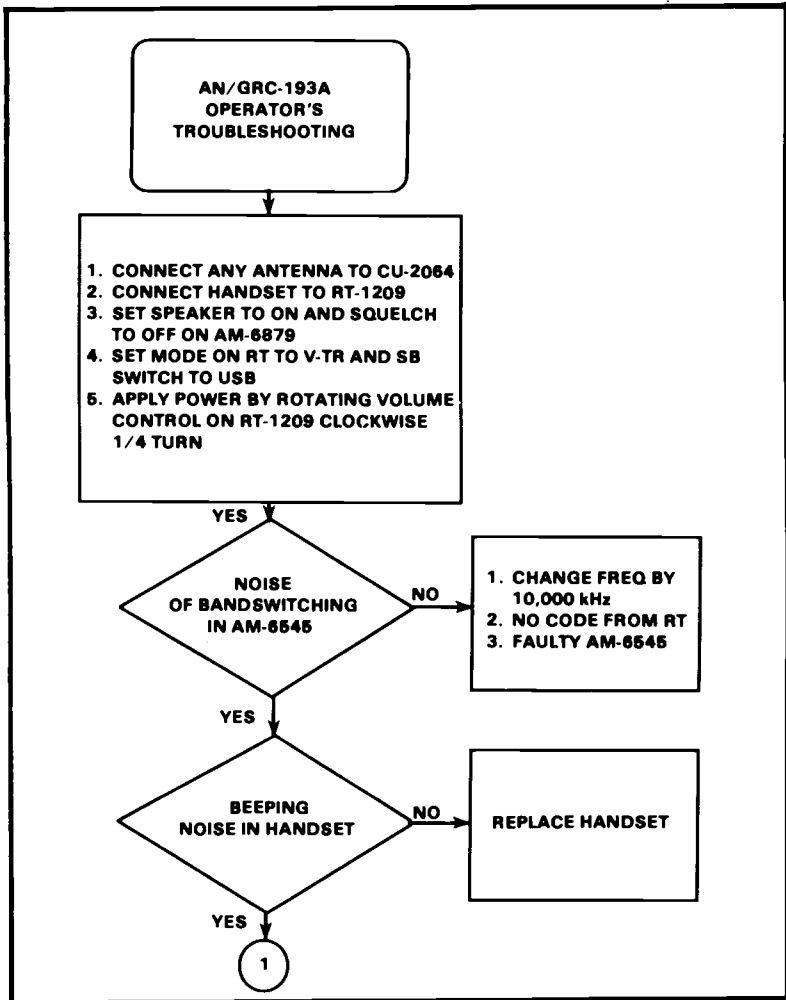 AN/GRC-193A
OPERATOR'S
TROUBLESHOOTING
1. CONNECT ANY ANTENNA TO CU-2064
2. CONNECT HANDSET TO RT-1209
3. SET SPEAKER TO ON AND SQUELCH
TO OFF ON AM-6879
4. SET MODE ON RT TO V-TR AND SB
SWITCH TO USB
5. APPLY POWER BY ROTATING VOLUME
CONTROL ON RT-1209 CLOCKWISE
1/4 TURN
YES
NOISE
OF BANDSWITCHING
IN AM-6545
NO
1. CHANGE FREQ BY
10,000 kHz
2. NO CODE FROM RT
3. FAULTY AM-6545
YES
BEEPING
NOISE IN HANDSET
NO
REPLACE HANDSET
YES
1